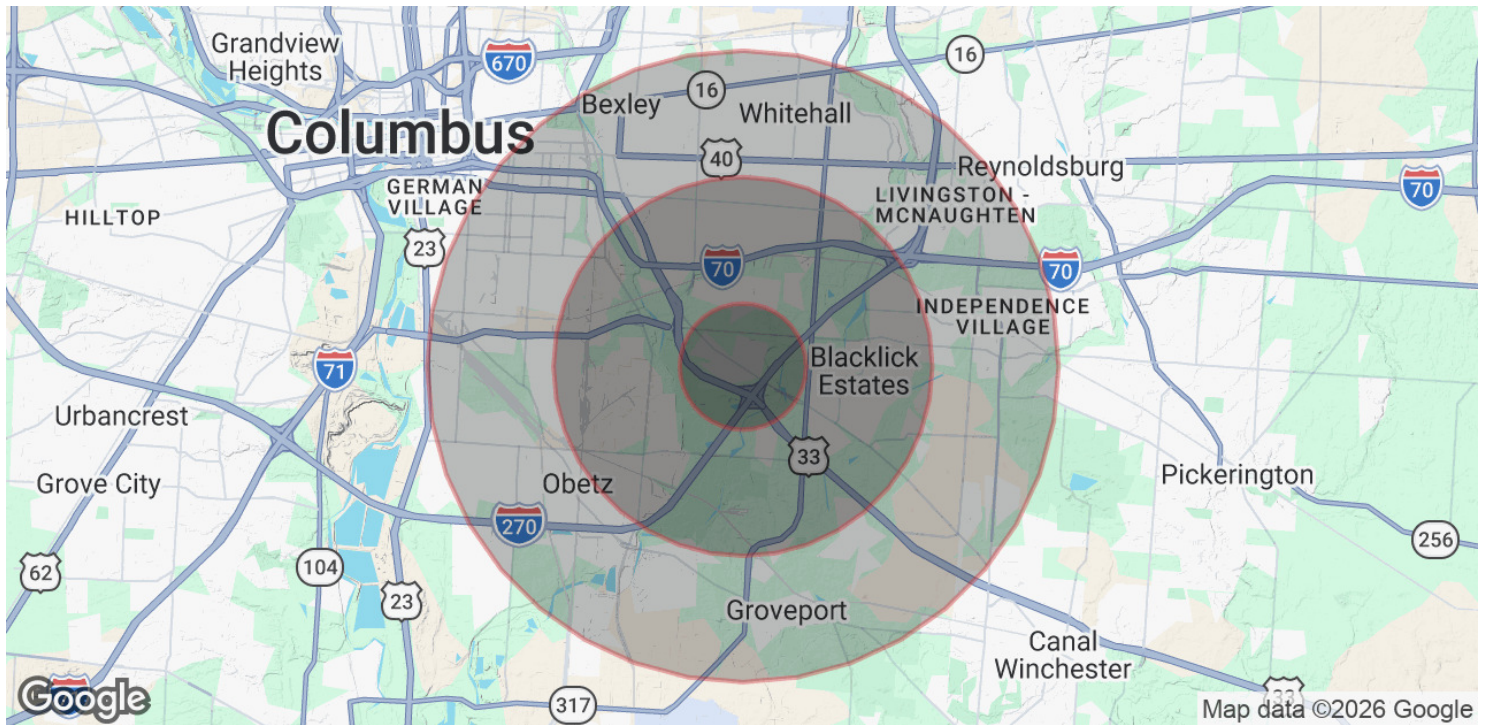 Grandview
Heights
670
16
16
Bexley
Whitehall
Columbus
40
Reynoldsburg
GERMAN
VILLAGE
LIVINGSTON -
MCNAUGHTEN
70
HILLTOP
23
70
70
INDEPENDENCE
VILLAGE
Blacklick
Estates
71
Urbancrest
33
Grove City
Obetz
Pickerington
270
256
62
104
23
Groveport
Canal
Winchester
Google
317
33
Map data ©2026 Google